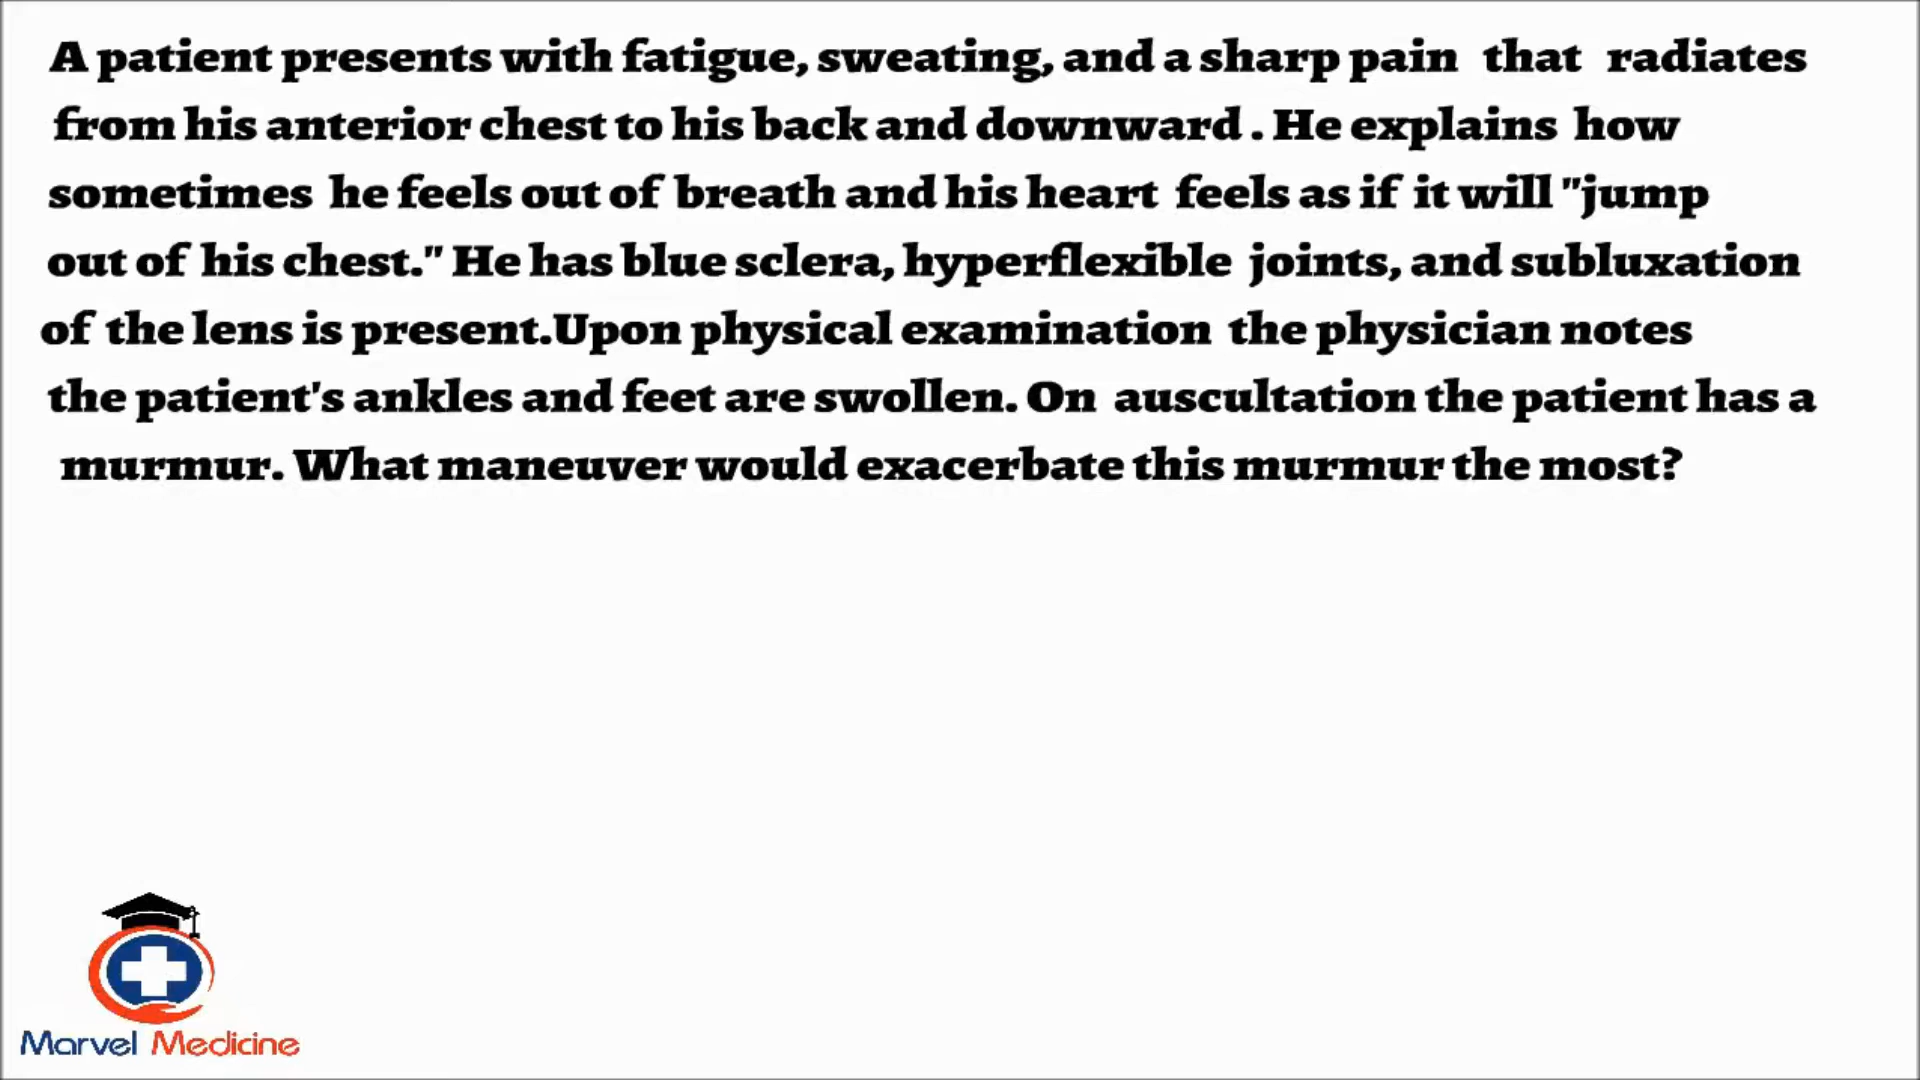 A patient presents with fatigue, sweating, and a sharp pain that radiates
from his anterior chest to his back and downward . He explains how
sometimes he feels out of breath and his heart feels as if it will "jump
out of his chest." He has blue sclera, hyperflexible joints, and subluxation
of the lens is present.Upon physical examination the physician notes
the patient's ankles and feet are swollen. On auscultation the patient has a
murmur. What maneuver would exacerbate this murmur the most?
Marvel Medicine